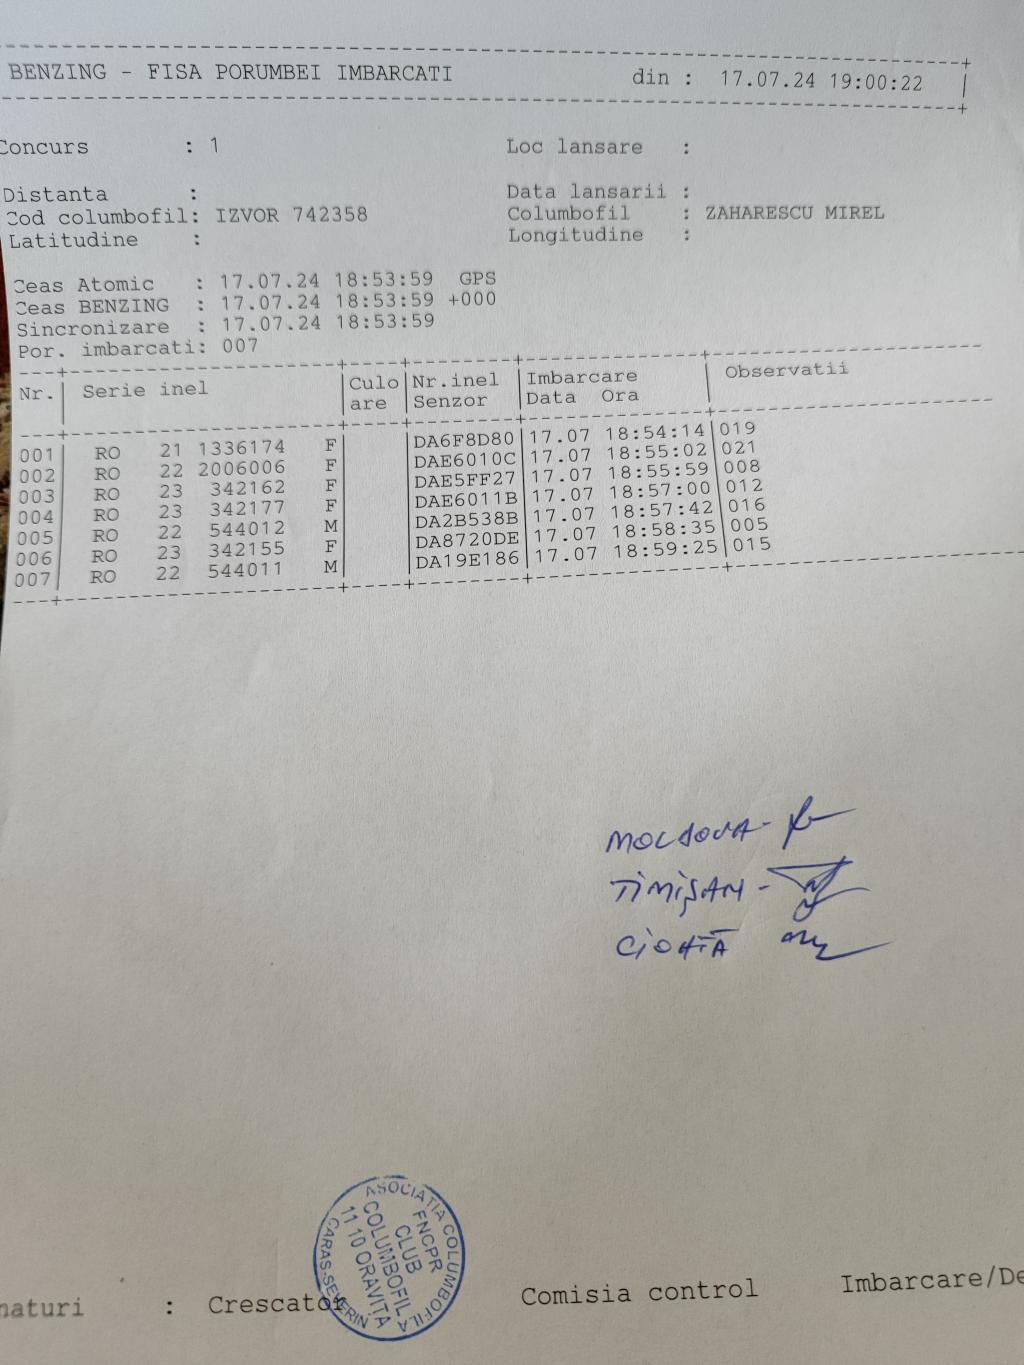 BENZING - FISA PORUMBEI IMBARCATI din : 17.07.24 19:00:22
Concurs : 1 Loc lansare :
Distanta : Data lansarii :
Cod columbofil: IZVOR 742358 Columbofil : ZAHARESCU MIREL
Latitudine : Longitudine :
Ceas Atomic : 17.07.24 18:53:59 GPS
Ceas BENZING : 17.07.24 18:53:59 +000
Sincronizare : 17.07.24 18:53:59
Por. imbarcati: 007
Nr. Serie inel Culo Nr.inel Imbarcare Observatii
are Senzor Data Ora
001 RO 21 1336174 F DA6F8D80 17.07 18:54:14 019
002 RO 22 2006006 F DAE6010C 17.07 18:55:02 021
003 RO 23 342162 F DAE5FF27 17.07 18:55:59 008
004 RO 23 342177 F DAE6011B 17.07 18:57:00 012
005 RO 22 544012 M DA2B538B 17.07 18:57:42 016
006 RO 23 342155 F DA8720DE 17.07 18:58:35 005
007 RO 22 544011 M DA19E186 17.07 18:59:25 015
MOLDOVA -
TIMIȘAN -
ASOCIATIA COLUMBOFILA
FNCPR
CLUB
COLUMBOFIL
11 10 ORAVIȚA
CARAS-SEVERIN
naturi : Crescator Comisia control Imbarcare/De